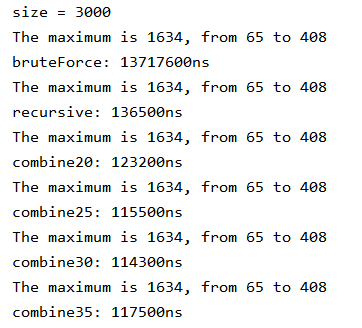 size = 3000
The maximum is 1634, from 65 to 408
bruteForce: 13717600ns
The maximum is 1634, from 65 to 408
recursive: 136500ns
The maximum is 1634, from 65 to 408
combine20: 123200ns
The maximum is 1634, from 65 to 408
combine25: 115500ns
The maximum is 1634, from 65 to 408
combine30: 114300ns
The maximum is 1634, from 65 to 408
combine35: 117500ns